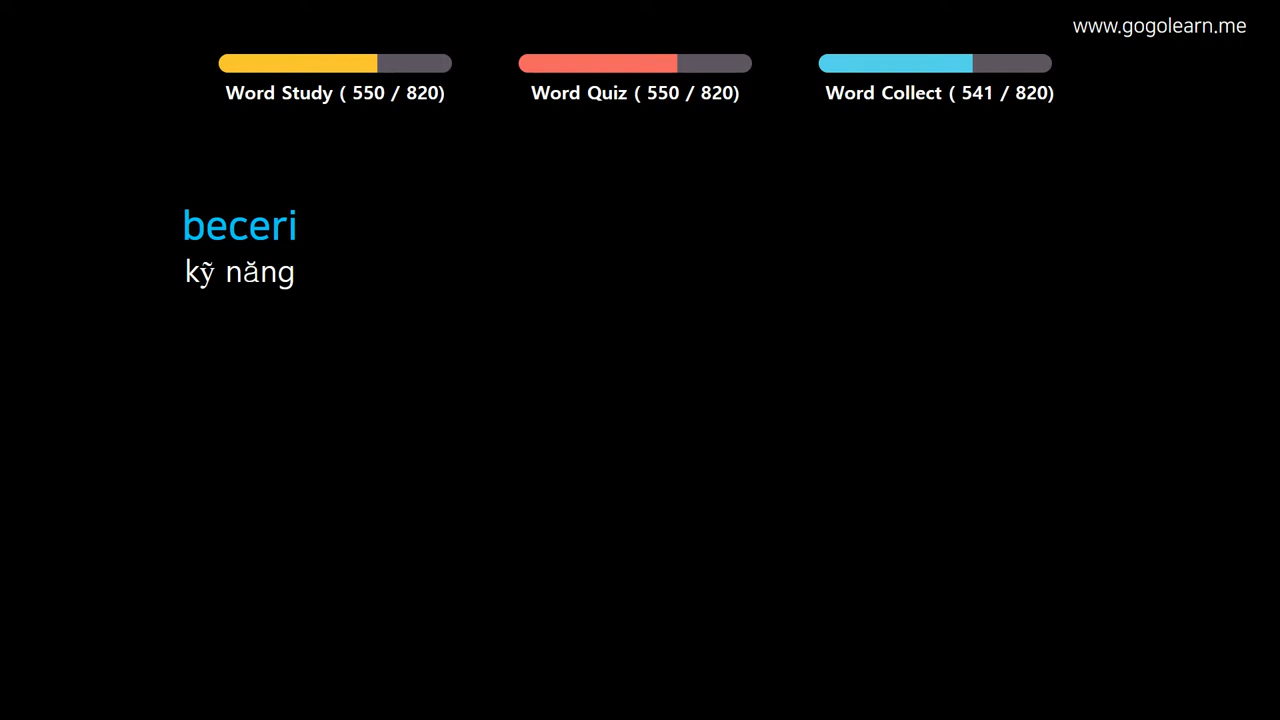 www.gogolearn.me
Word Study ( 550 / 820)
Word Quiz ( 550 / 820)
Word Collect ( 541 / 820)
beceri
kỹ năng